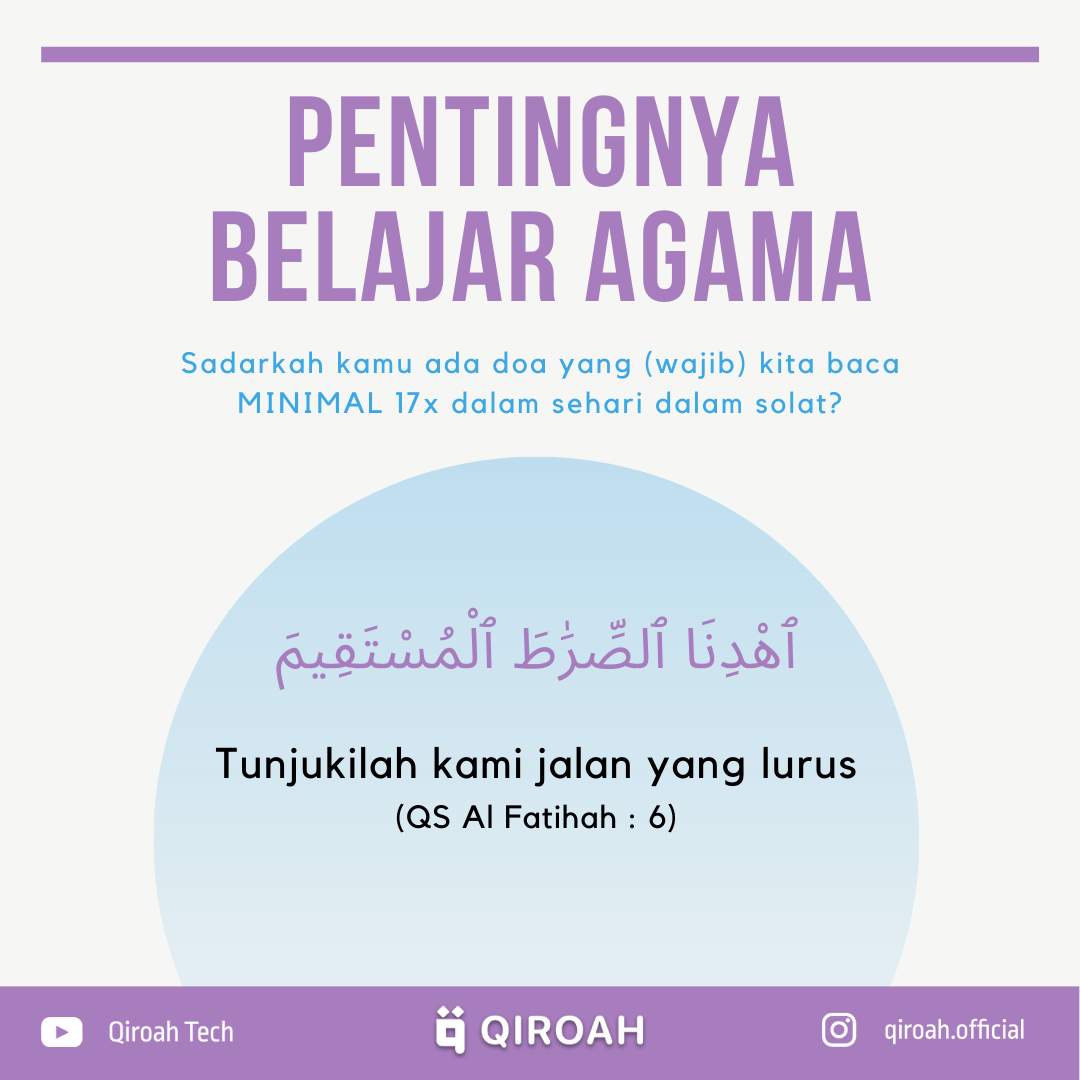 PENTINGNYA
BELAJAR AGAMA
Sadarkah kamu ada doa yang (wajib) kita baca
MINIMAL 17x dalam sehari dalam solat?
ٱهْدِنَا ٱلصِّرَٰطَ ٱلْمُسْتَقِيمَ
Tunjukilah kami jalan yang lurus
(QS Al Fatihah : 6)
Qiroah Tech
QIROAH
qiroah.official